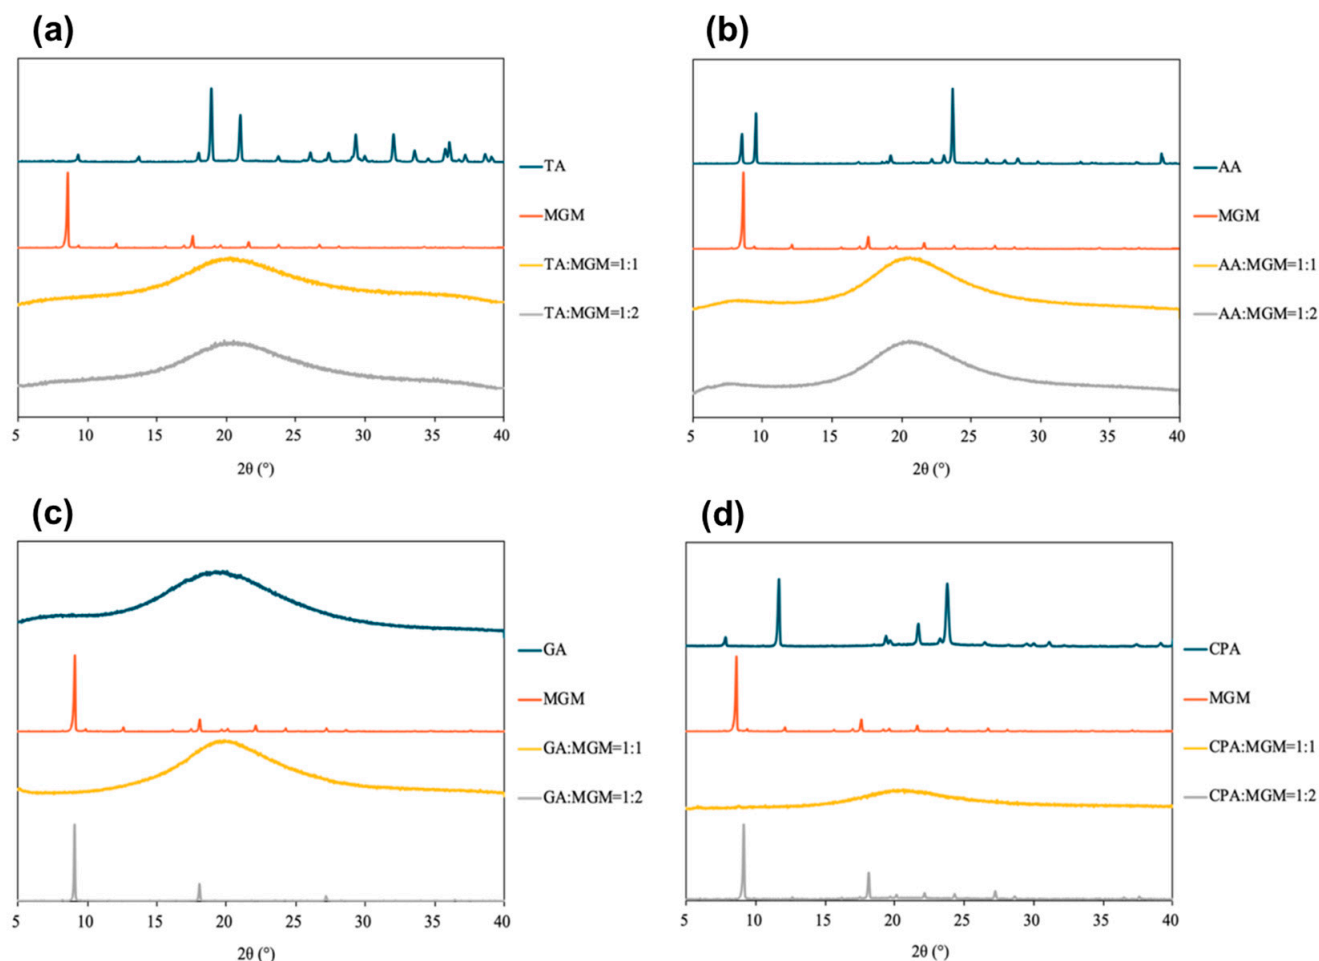 (a)
TA
MGM
TA:MGM=1:1
TA:MGM=1:2
5 10 15 20 25 30 35 40
2θ (°)
(b)
AA
MGM
AA:MGM=1:1
AA:MGM=1:2
5 10 15 20 25 30 35 40
2θ (°)
(c)
GA
MGM
GA:MGM=1:1
GA:MGM=1:2
5 10 15 20 25 30 35 40
2θ (°)
(d)
CPA
MGM
CPA:MGM=1:1
CPA:MGM=1:2
5 10 15 20 25 30 35 40
2θ (°)